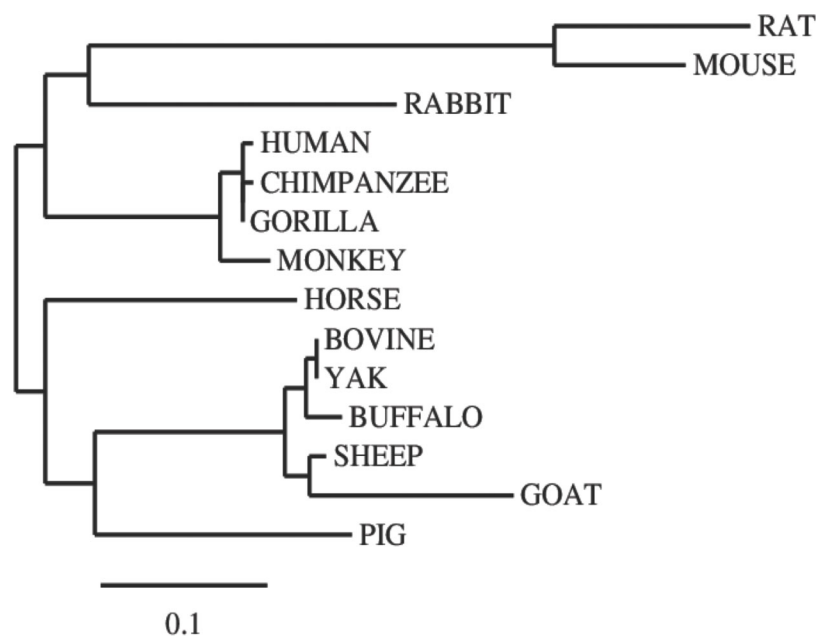 RAT
MOUSE
RABBIT
HUMAN
CHIMPANZEE
GORILLA
MONKEY
HORSE
BOVINE
YAK
BUFFALO
SHEEP
GOAT
PIG
0.1